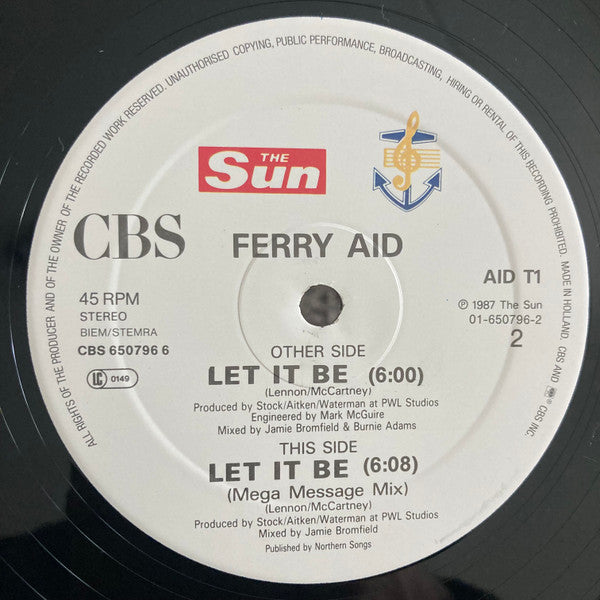 ALL RIGHTS OF THE PRODUCER AND OF THE OWNER OF THE RECORDED WORK RESERVED. UNAUTHORISED COPYING, PUBLIC PERFORMANCE, BROADCASTING, HIRING OR RENTAL OF THIS RECORDING PROHIBITED. MADE IN HOLLAND. CBS AND ® CBS INC.
THE
Sun
CBS
FERRY AID
45 RPM
STEREO
BIEM/STEMRA
CBS 650796 6
LC 0149
AID T1
℗ 1987 The Sun
01-650796-2
2
OTHER SIDE
LET IT BE (6:00)
(Lennon/McCartney)
Produced by Stock/Aitken/Waterman at PWL Studios
Engineered by Mark McGuire
Mixed by Jamie Bromfield & Burnie Adams
THIS SIDE
LET IT BE (6:08)
(Mega Message Mix)
(Lennon/McCartney)
Produced by Stock/Aitken/Waterman at PWL Studios
Mixed by Jamie Bromfield
Published by Northern Songs